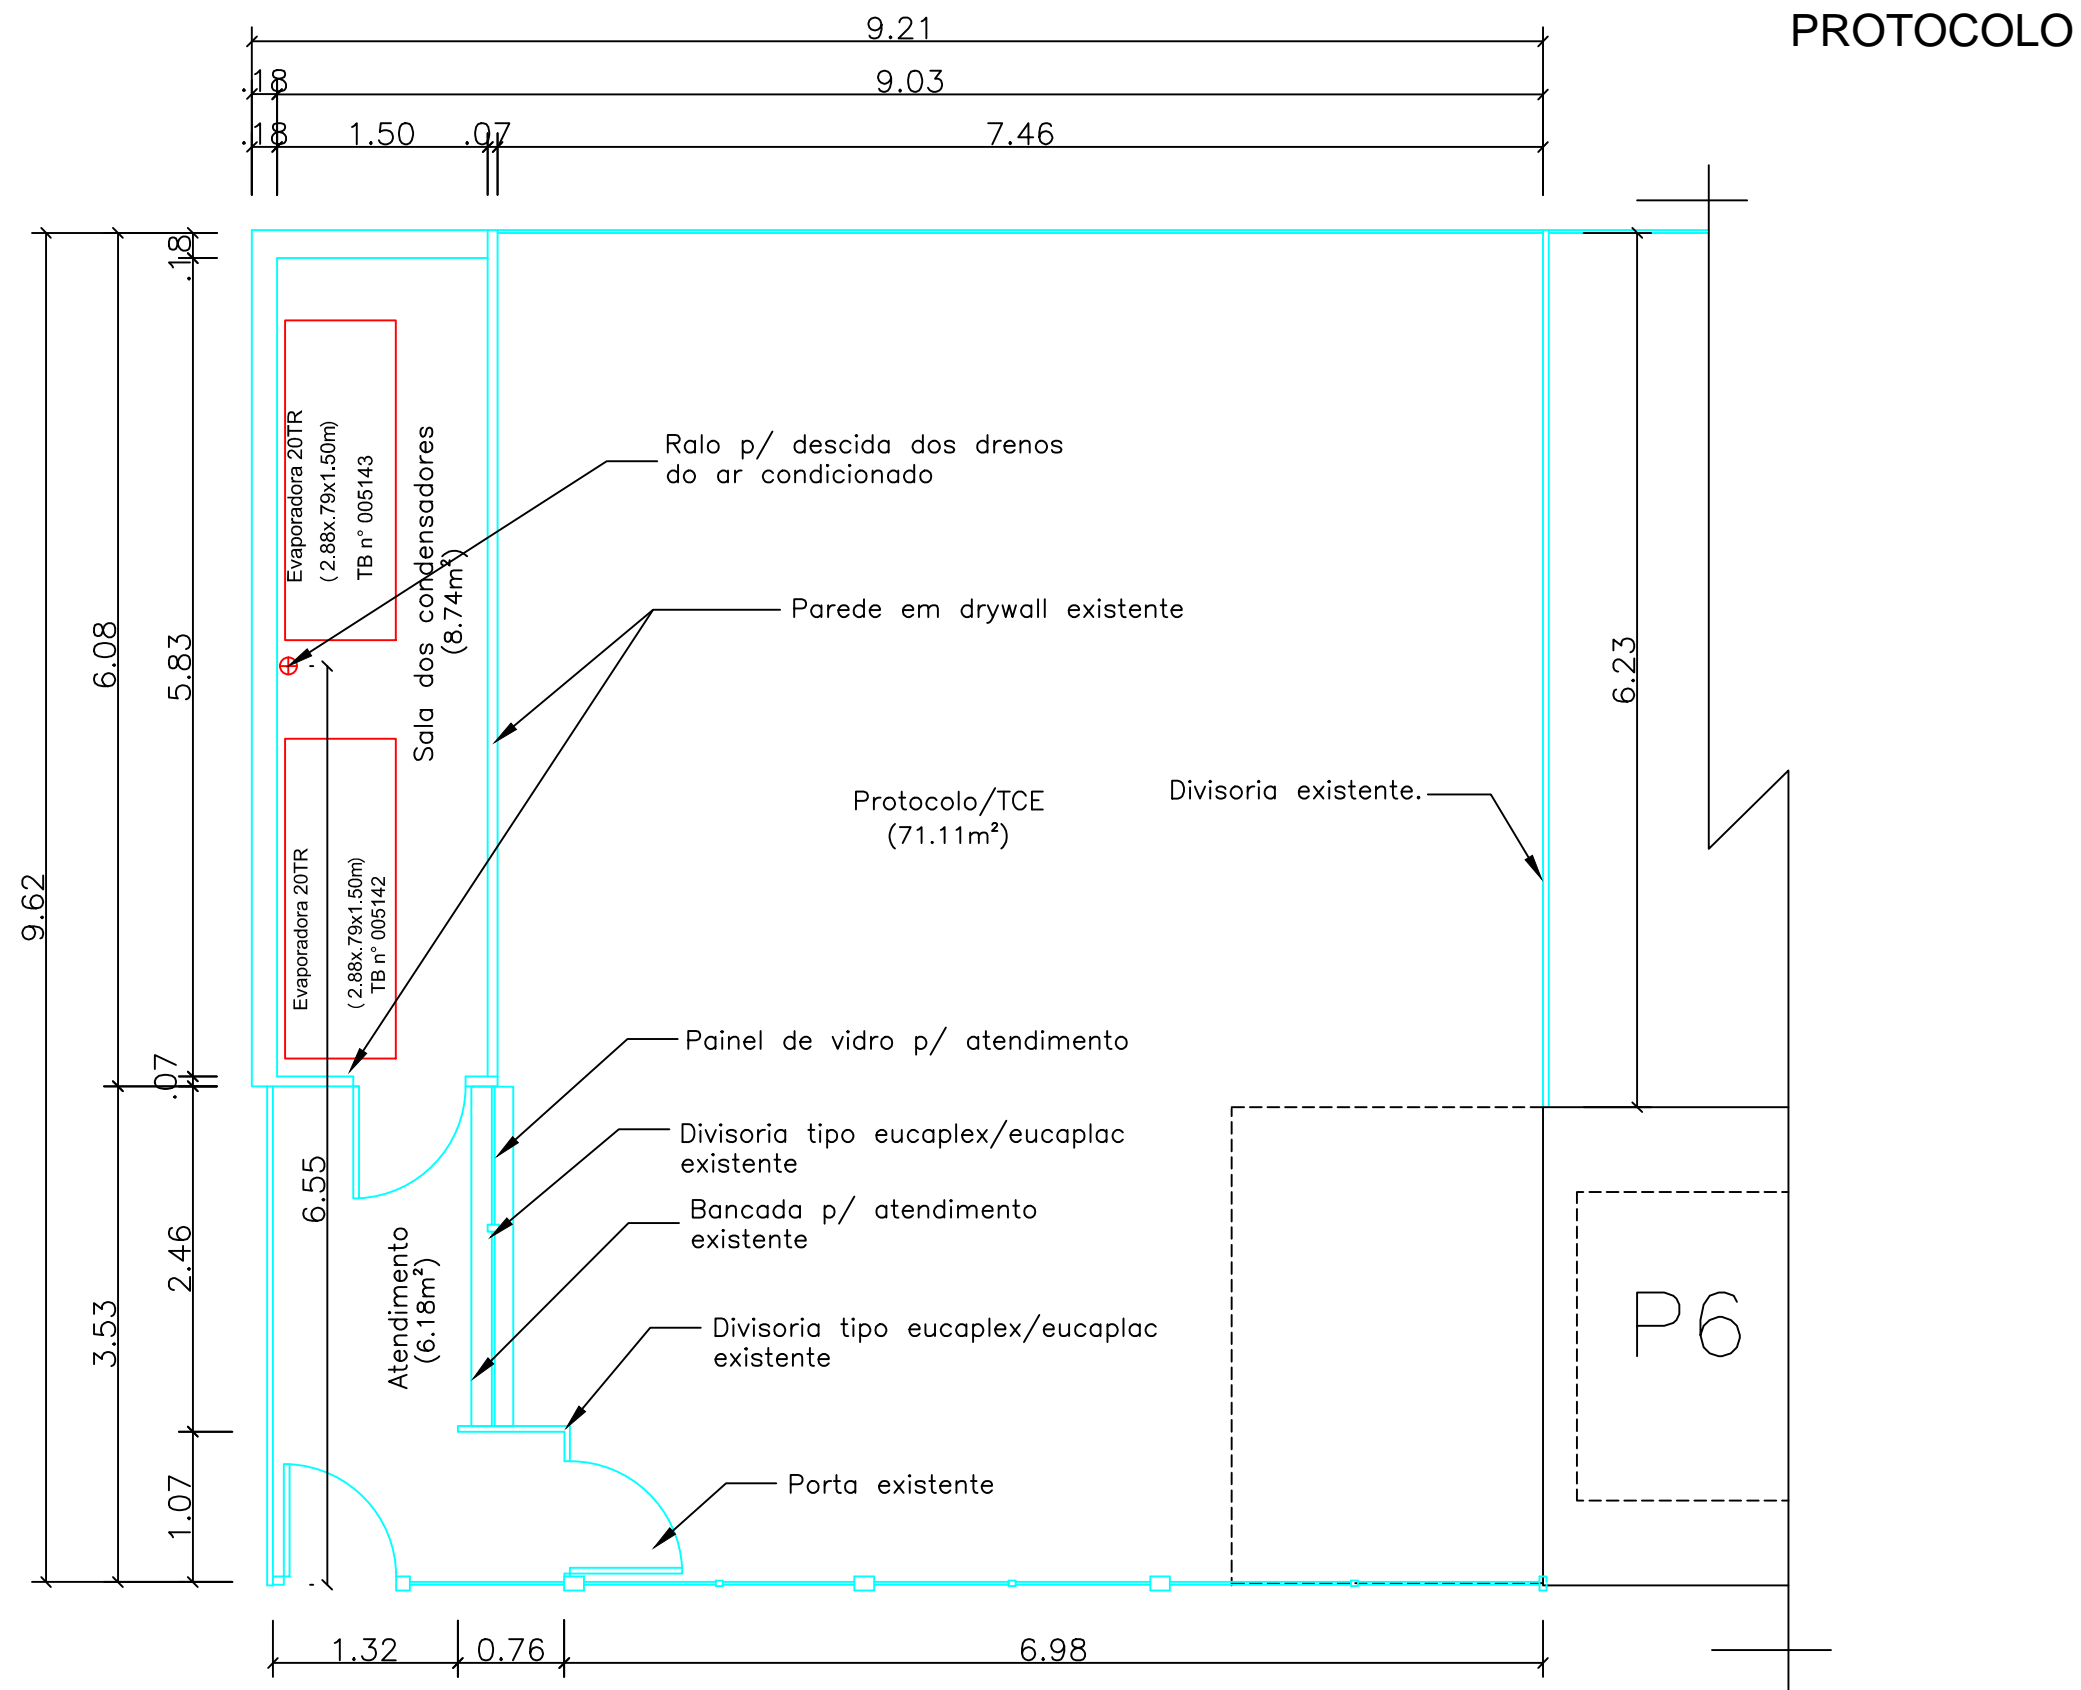 PROTOCOLO
9.21
.18
9.03
.18
1.50
.07
7.46
.18
6.08
5.83
9.62
.07
6.55
2.46
3.53
1.07
6.23
Evaporadora 20TR
( 2.88x.79x1.50m)
TB n° 005143
Sala dos condensadores
(8.74m²)
Ralo p/ descida dos drenos
do ar condicionado
Parede em drywall existente
Protocolo/TCE
(71.11m²)
Divisoria existente.
Evaporadora 20TR
( 2.88x.79x1.50m)
TB n° 005142
Painel de vidro p/ atendimento
Divisoria tipo eucaplex/eucaplac
existente
Bancada p/ atendimento
existente
Atendimento
(6.18m²)
Divisoria tipo eucaplex/eucaplac
existente
P6
Porta existente
1.32
0.76
6.98